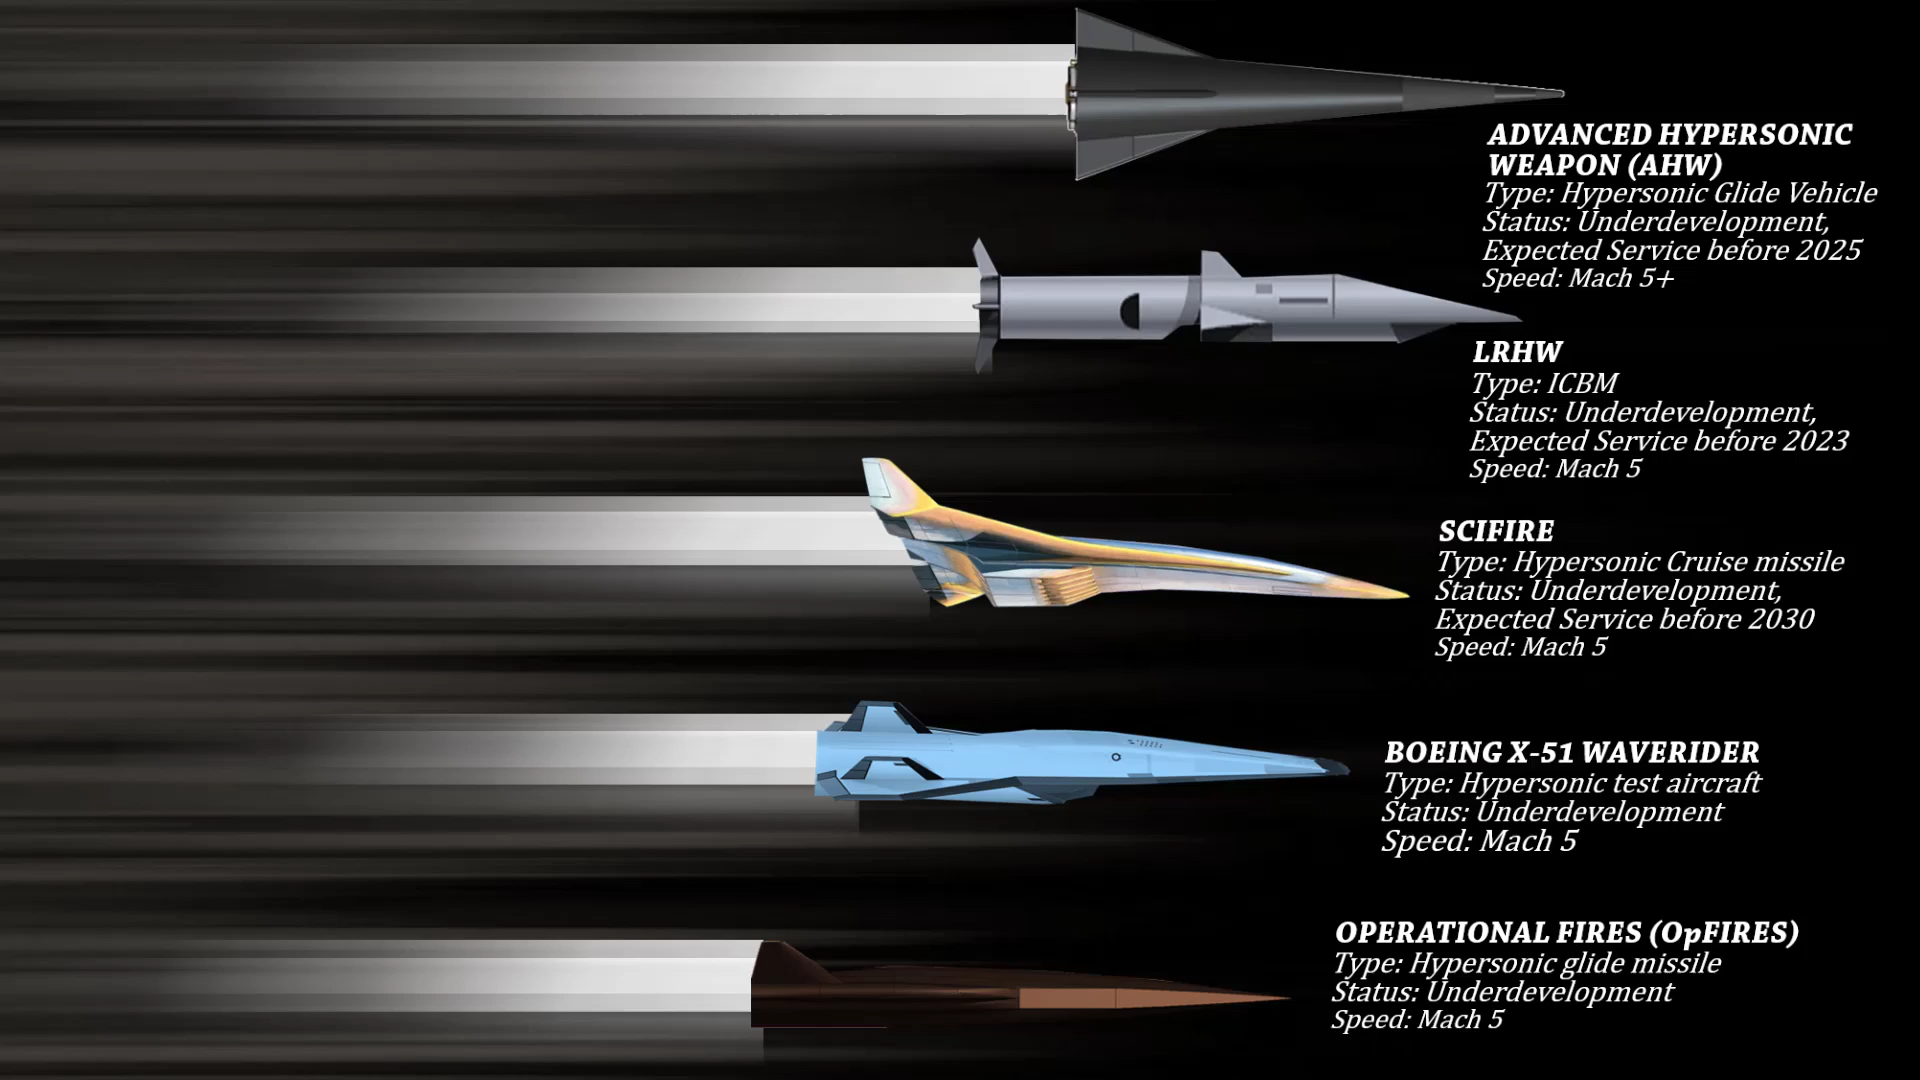 ADVANCED HYPERSONIC
WEAPON (AHW)
Type: Hypersonic Glide Vehicle
Status: Underdevelopment,
Expected Service before 2025
Speed: Mach 5+
LRHW
Type: ICBM
Status: Underdevelopment,
Expected Service before 2023
Speed: Mach 5
SCIFIRE
Type: Hypersonic Cruise missile
Status: Underdevelopment,
Expected Service before 2030
Speed: Mach 5
BOEING X-51 WAVERIDER
Type: Hypersonic test aircraft
Status: Underdevelopment
Speed: Mach 5
OPERATIONAL FIRES (OpFIRES)
Type: Hypersonic glide missile
Status: Underdevelopment
Speed: Mach 5